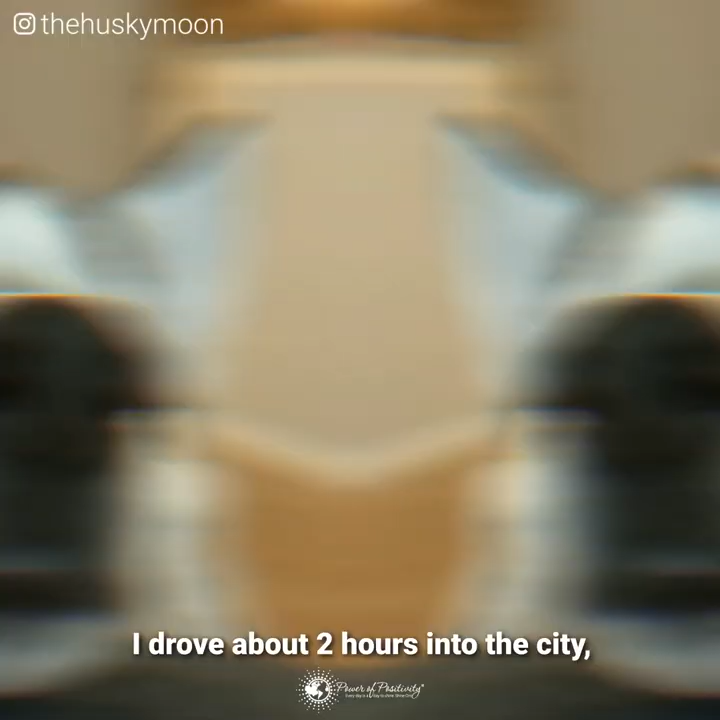 thehuskymoon
I drove about 2 hours into the city,
Power of Positivity